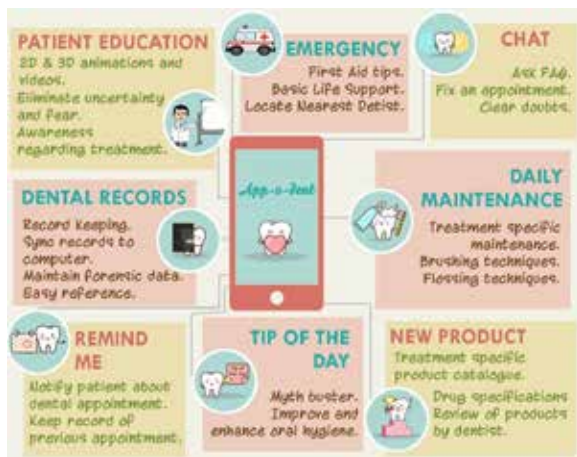 PATIENT EDUCATION
2D & 3D animations and
videos.
Eliminate uncertainty
and fear.
Awareness
regarding treatment.
EMERGENCY
First Aid tips.
Basic Life Support.
Locate Nearest Detist.
CHAT
Ask FAQ.
Fix an appointment.
Clear doubts.
DENTAL RECORDS
Record Keeping.
Sync records to
computer.
Maintain forensic data.
Easy reference.
App-o-Dent
DAILY
MAINTENANCE
Treatment specific
maintenance.
Brushing techniques.
Flossing techniques.
REMIND
ME
Notify patient about
dental appointment.
Keep record of
previous appointment.
TIP OF THE
DAY
Myth buster.
Improve and
enhance oral hygiene.
NEW PRODUCT
Treatment specific
product catalogue.
Drug specifications
Review of products
by dentist.